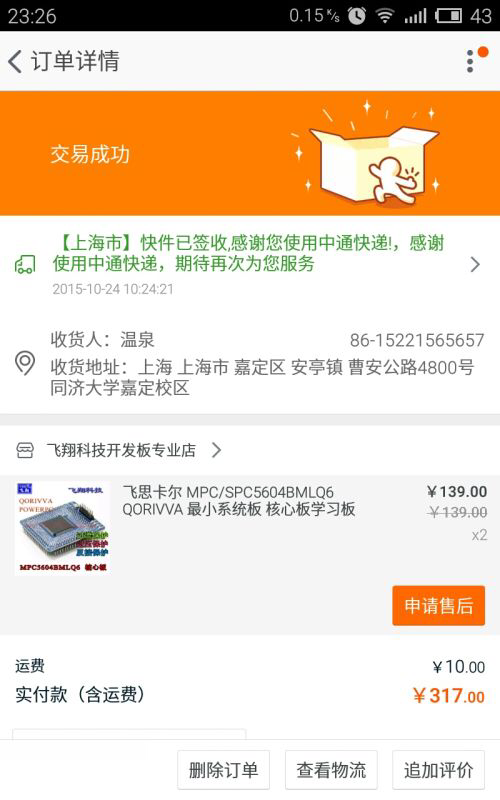 23:26
0.15 K/s
43
订单详情
交易成功
【上海市】快件已签收,感谢您使用中通快递!，感谢
使用中通快递，期待再次为您服务
2015-10-24 10:24:21
收货人：温泉
86-15221565657
收货地址：上海 上海市 嘉定区 安亭镇 曹安公路4800号
同济大学嘉定校区
飞翔科技开发板专业店
飞翔科技
QORIVVA
MPC5604BMLQ6 核心板
飞思卡尔 MPC/SPC5604BMLQ6
QORIVVA 最小系统板 核心板学习板
￥139.00
￥139.00
x2
申请售后
运费
￥10.00
实付款（含运费）
￥317.00
删除订单
查看物流
追加评价